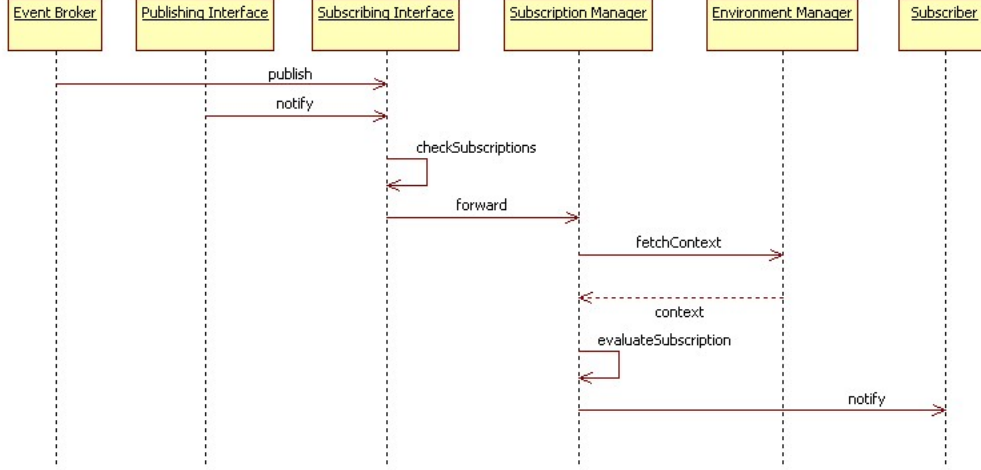 Event Broker
Publishing Interface
Subscribing Interface
Subscription Manager
Environment Manager
Subscriber
publish
notify
checkSubscriptions
forward
fetchContext
context
evaluateSubscription
notify